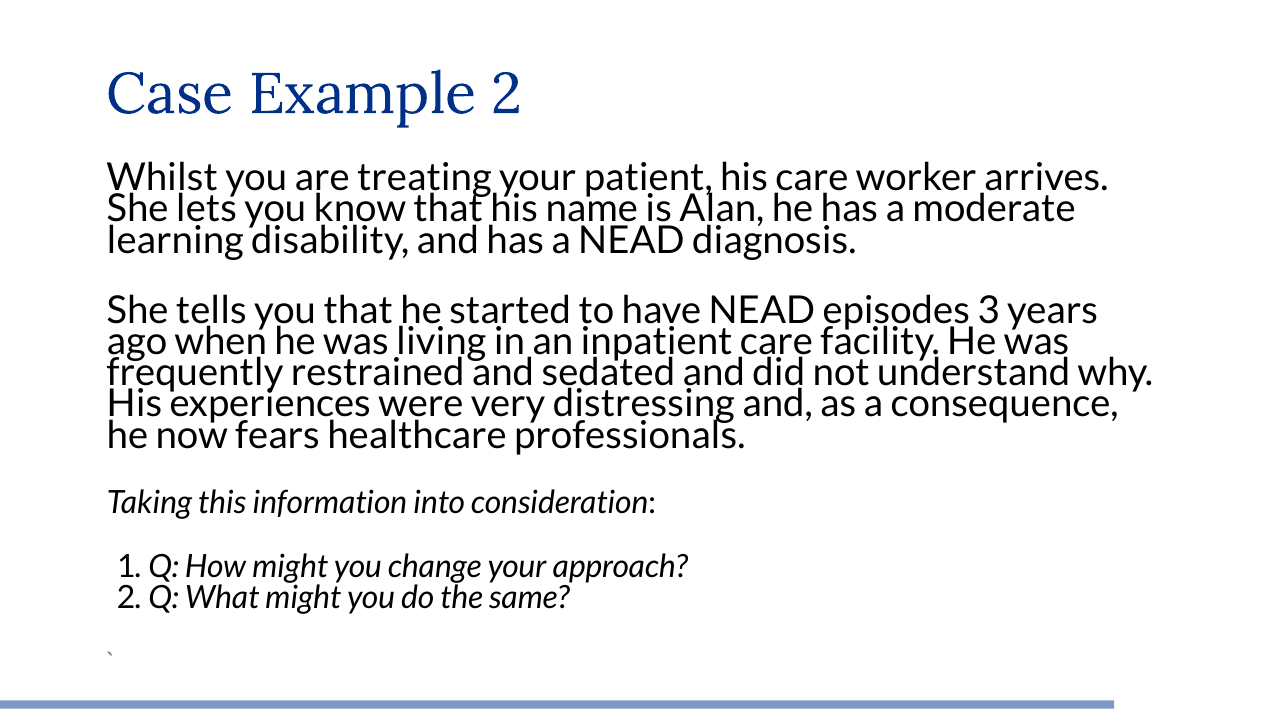 Case Example 2
Whilst you are treating your patient, his care worker arrives.
She lets you know that his name is Alan, he has a moderate
learning disability, and has a NEAD diagnosis.
She tells you that he started to have NEAD episodes 3 years
ago when he was living in an inpatient care facility. He was
frequently restrained and sedated and did not understand why.
His experiences were very distressing and, as a consequence,
he now fears healthcare professionals.
Taking this information into consideration:
1. Q: How might you change your approach?
2. Q: What might you do the same?
`